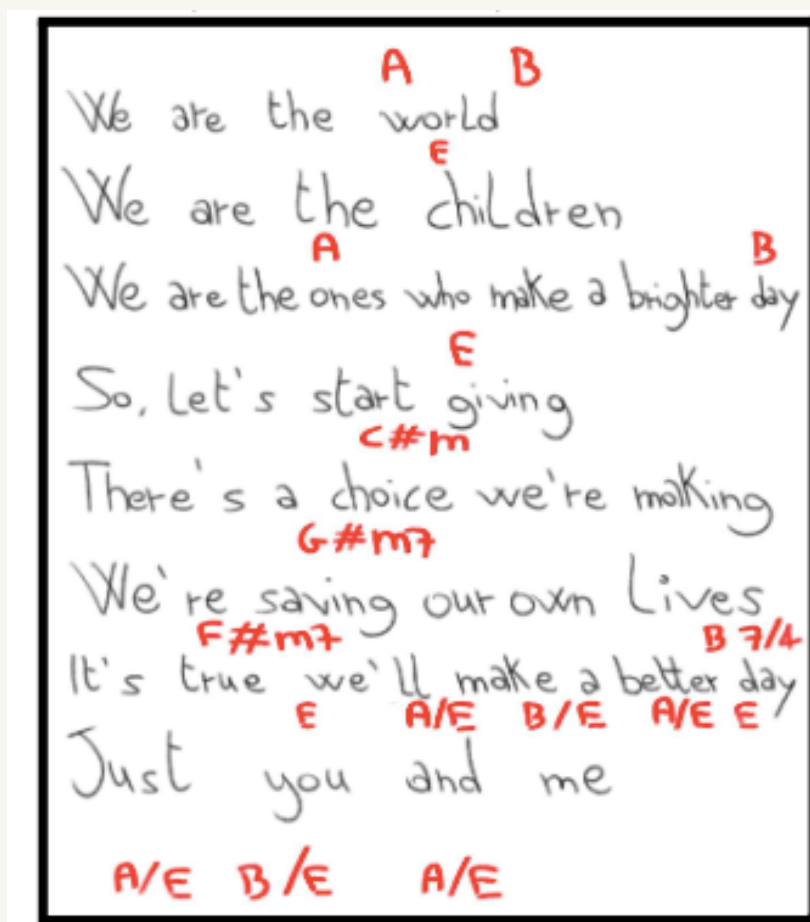 A B
We are the world
E
We are the children
A B
We are the ones who make a brighter day
E
So, Let's start giving
C#m
There's a choice we're making
G#m7
We're saving our own Lives
F#m7 B 7/4
It's true we'll make a better day
E A/E B/E A/E E
Just you and me
A/E B/E A/E